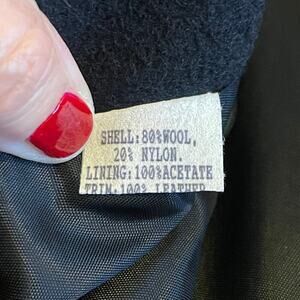 SHELL:80%WOOL,
20% NYLON.
LINING:100%ACETATE
TRIM:100% LEATHER